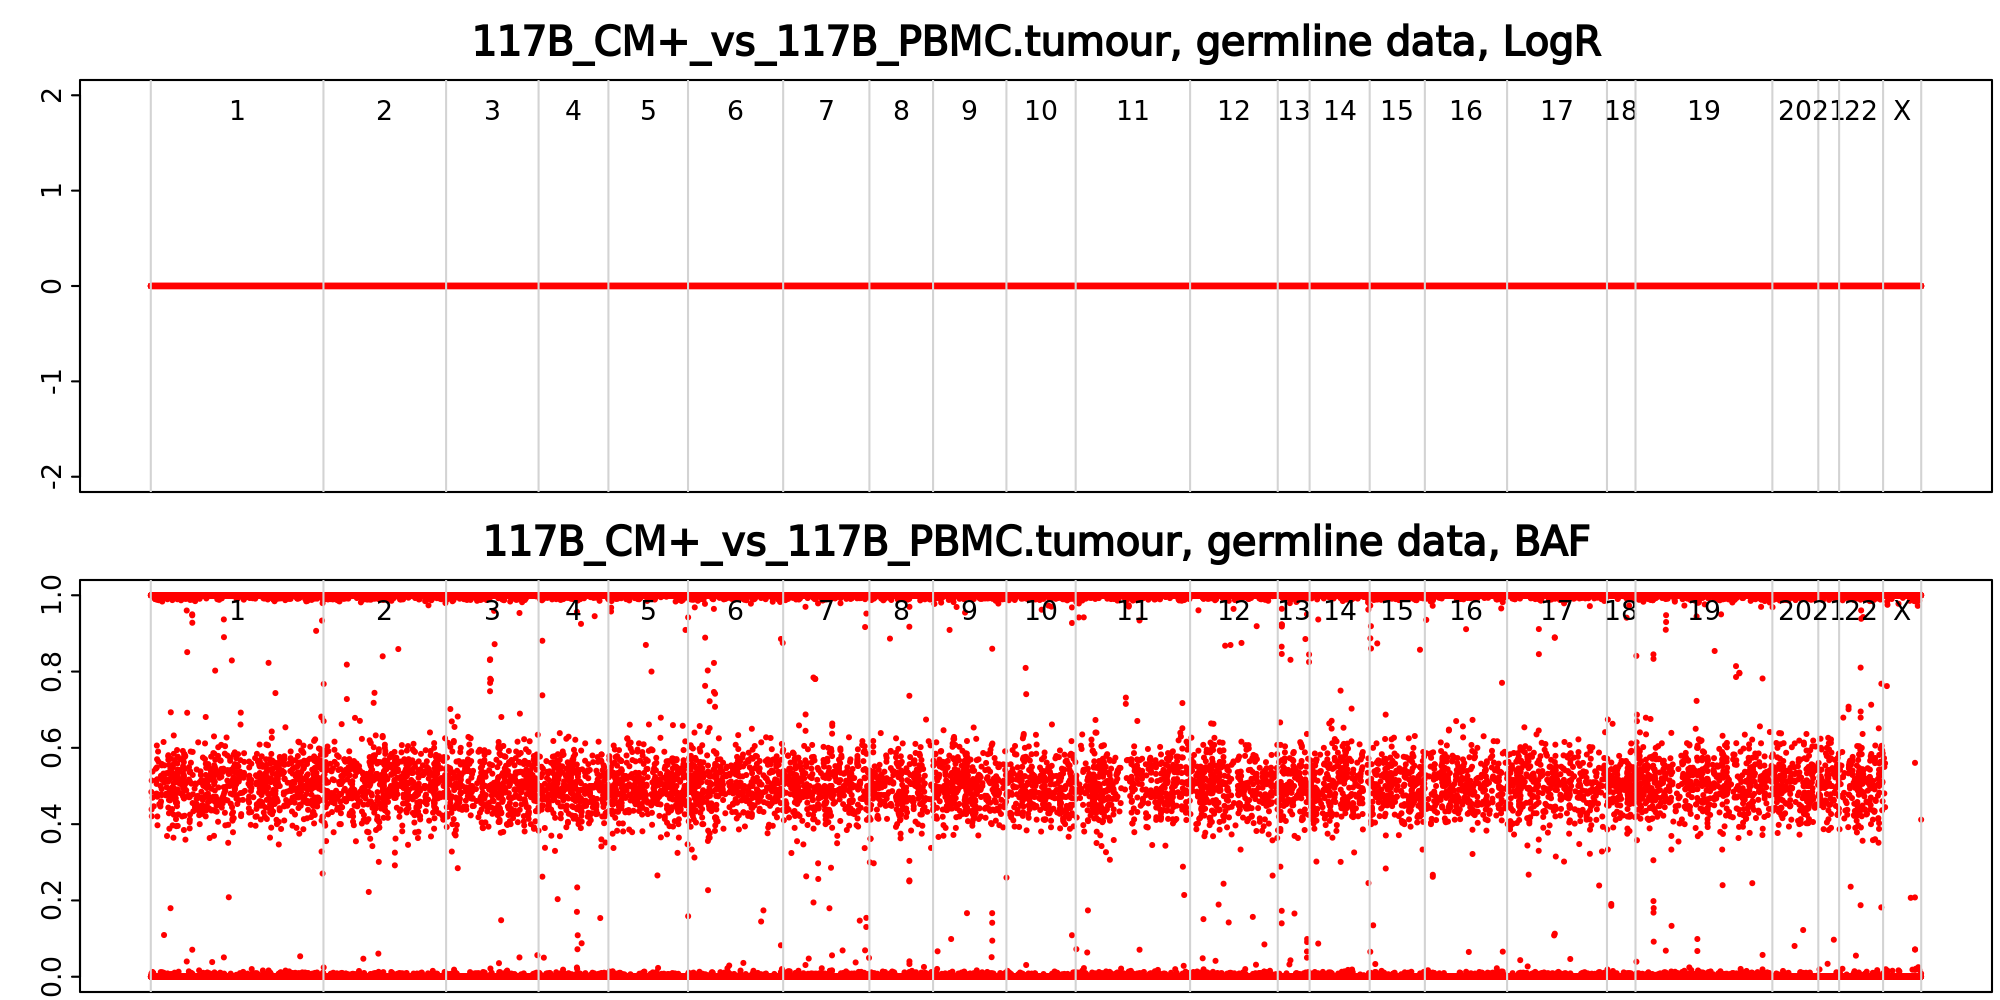 117B_CM+_vs_117B_PBMC.tumour, germline data, LogR
2
1
0
-1
-2
1 2 3 4 5 6 7 8 9 10 11 12 13 14 15 16 17 18 19 20 21 22 X
117B_CM+_vs_117B_PBMC.tumour, germline data, BAF
1.0
0.8
0.6
0.4
0.2
0.0
1 2 3 4 5 6 7 8 9 10 11 12 13 14 15 16 17 18 19 20 21 22 X